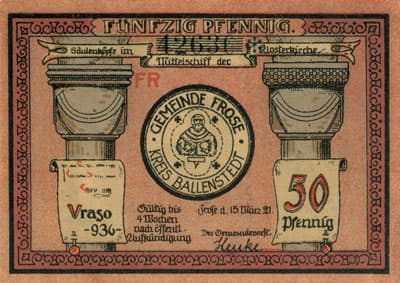 FÜNFZIG PFENNIG
Säulenköpfe im
Mittelschiff der
Klosterkirche.
FR
GEMEINDE FROSE
KREIS BALLENSTEDT
Vraso
-936-
Gültig bis
4 Wochen
nach öffentl.
Aufkündigung
Frose d. 15 März 21
Der Gemeindevorst.
Henke
50
Pfennig